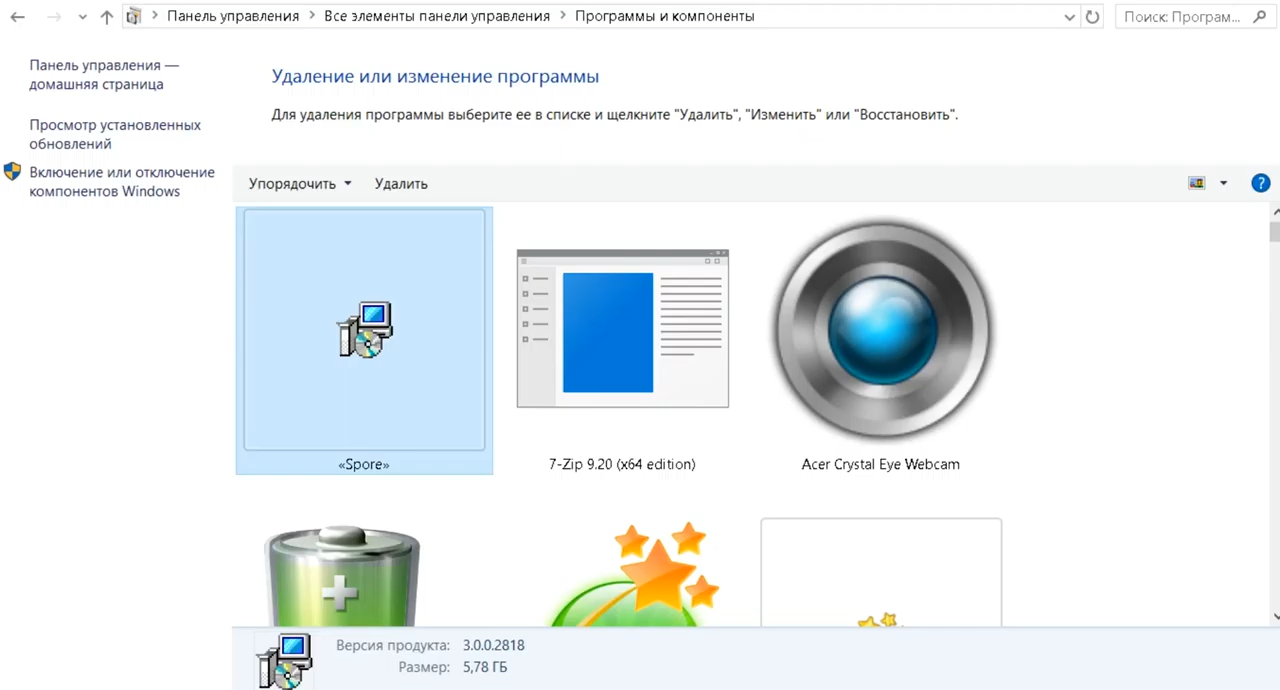 Панель управления > Все элементы панели управления > Программы и компоненты
Поиск: Програм...
Панель управления —
домашняя страница
Просмотр установленных
обновлений
Включение или отключение
компонентов Windows
Удаление или изменение программы
Для удаления программы выберите ее в списке и щелкните "Удалить", "Изменить" или "Восстановить".
Упорядочить
Удалить
?
«Spore»
7-Zip 9.20 (x64 edition)
Acer Crystal Eye Webcam
Версия продукта: 3.0.0.2818
Размер: 5,78 ГБ